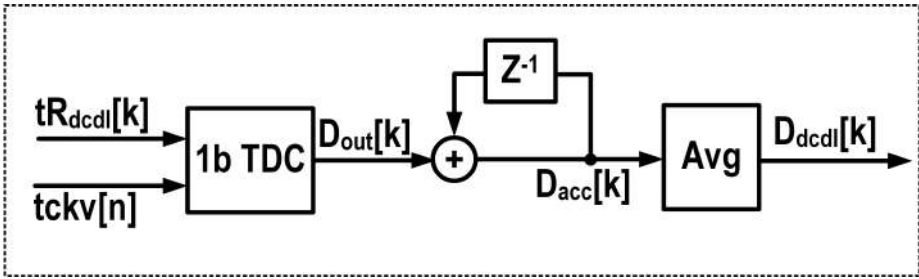 Z-1
tRdcdl[k]
1b TDC
Dout[k]
+
Dacc[k]
Avg
Ddcdl[k]
tckv[n]